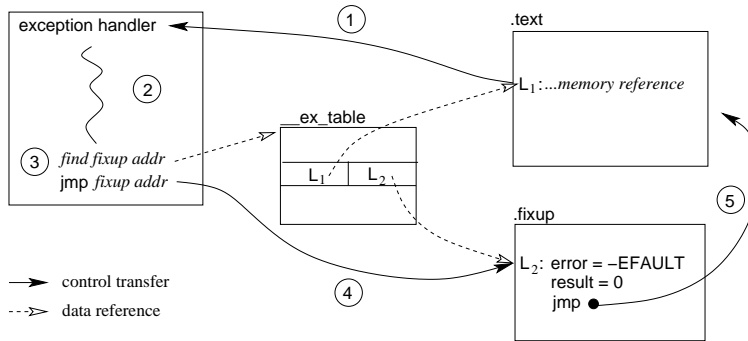 exception handler
1
.text
2
L1:...memory reference
__ex_table
3
find fixup addr
jmp fixup addr
L1
L2
5
.fixup
L2: error = −EFAULT
result = 0
jmp
control transfer
4
data reference